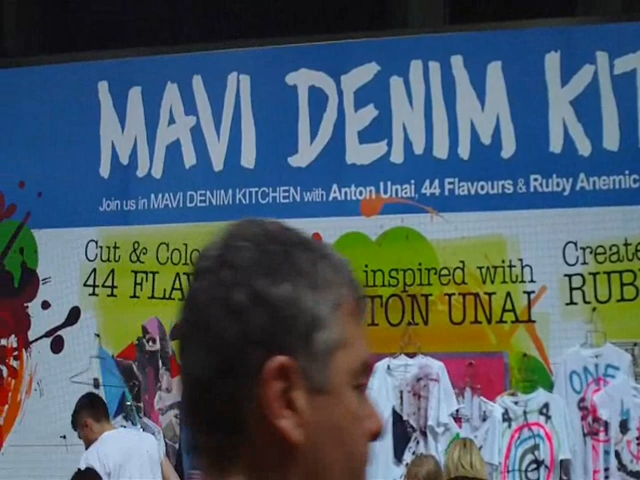 MAVI DENIM KIT
Join us in MAVI DENIM KITCHEN with Anton Unai, 44 Flavours & Ruby Anemic
Cut & Colo
44 FLA
inspired with
TON UNAI
Create
RUB
ONE